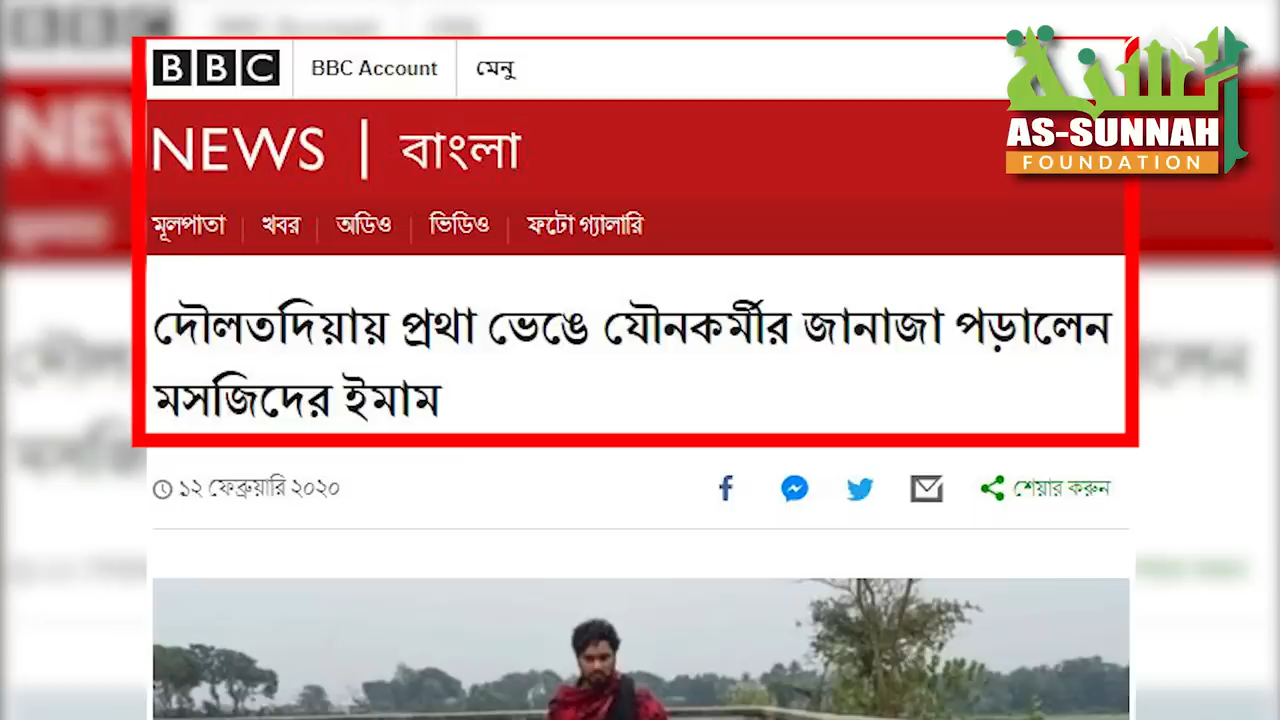 BBC BBC Account মেনু
السنة
AS-SUNNAH
FOUNDATION
NEWS | বাংলা
মূলপাতা | খবর | অডিও | ভিডিও | ফটো গ্যালারি
দৌলতদিয়ায় প্রথা ভেঙে যৌনকর্মীর জানাজা পড়ালেন
মসজিদের ইমাম
১২ ফেব্রুয়ারি ২০২০ শেয়ার করুন